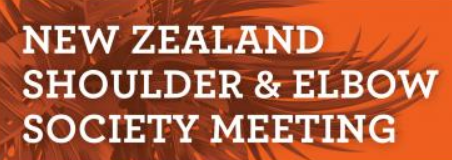 NEW ZEALAND
SHOULDER & ELBOW
SOCIETY MEETING